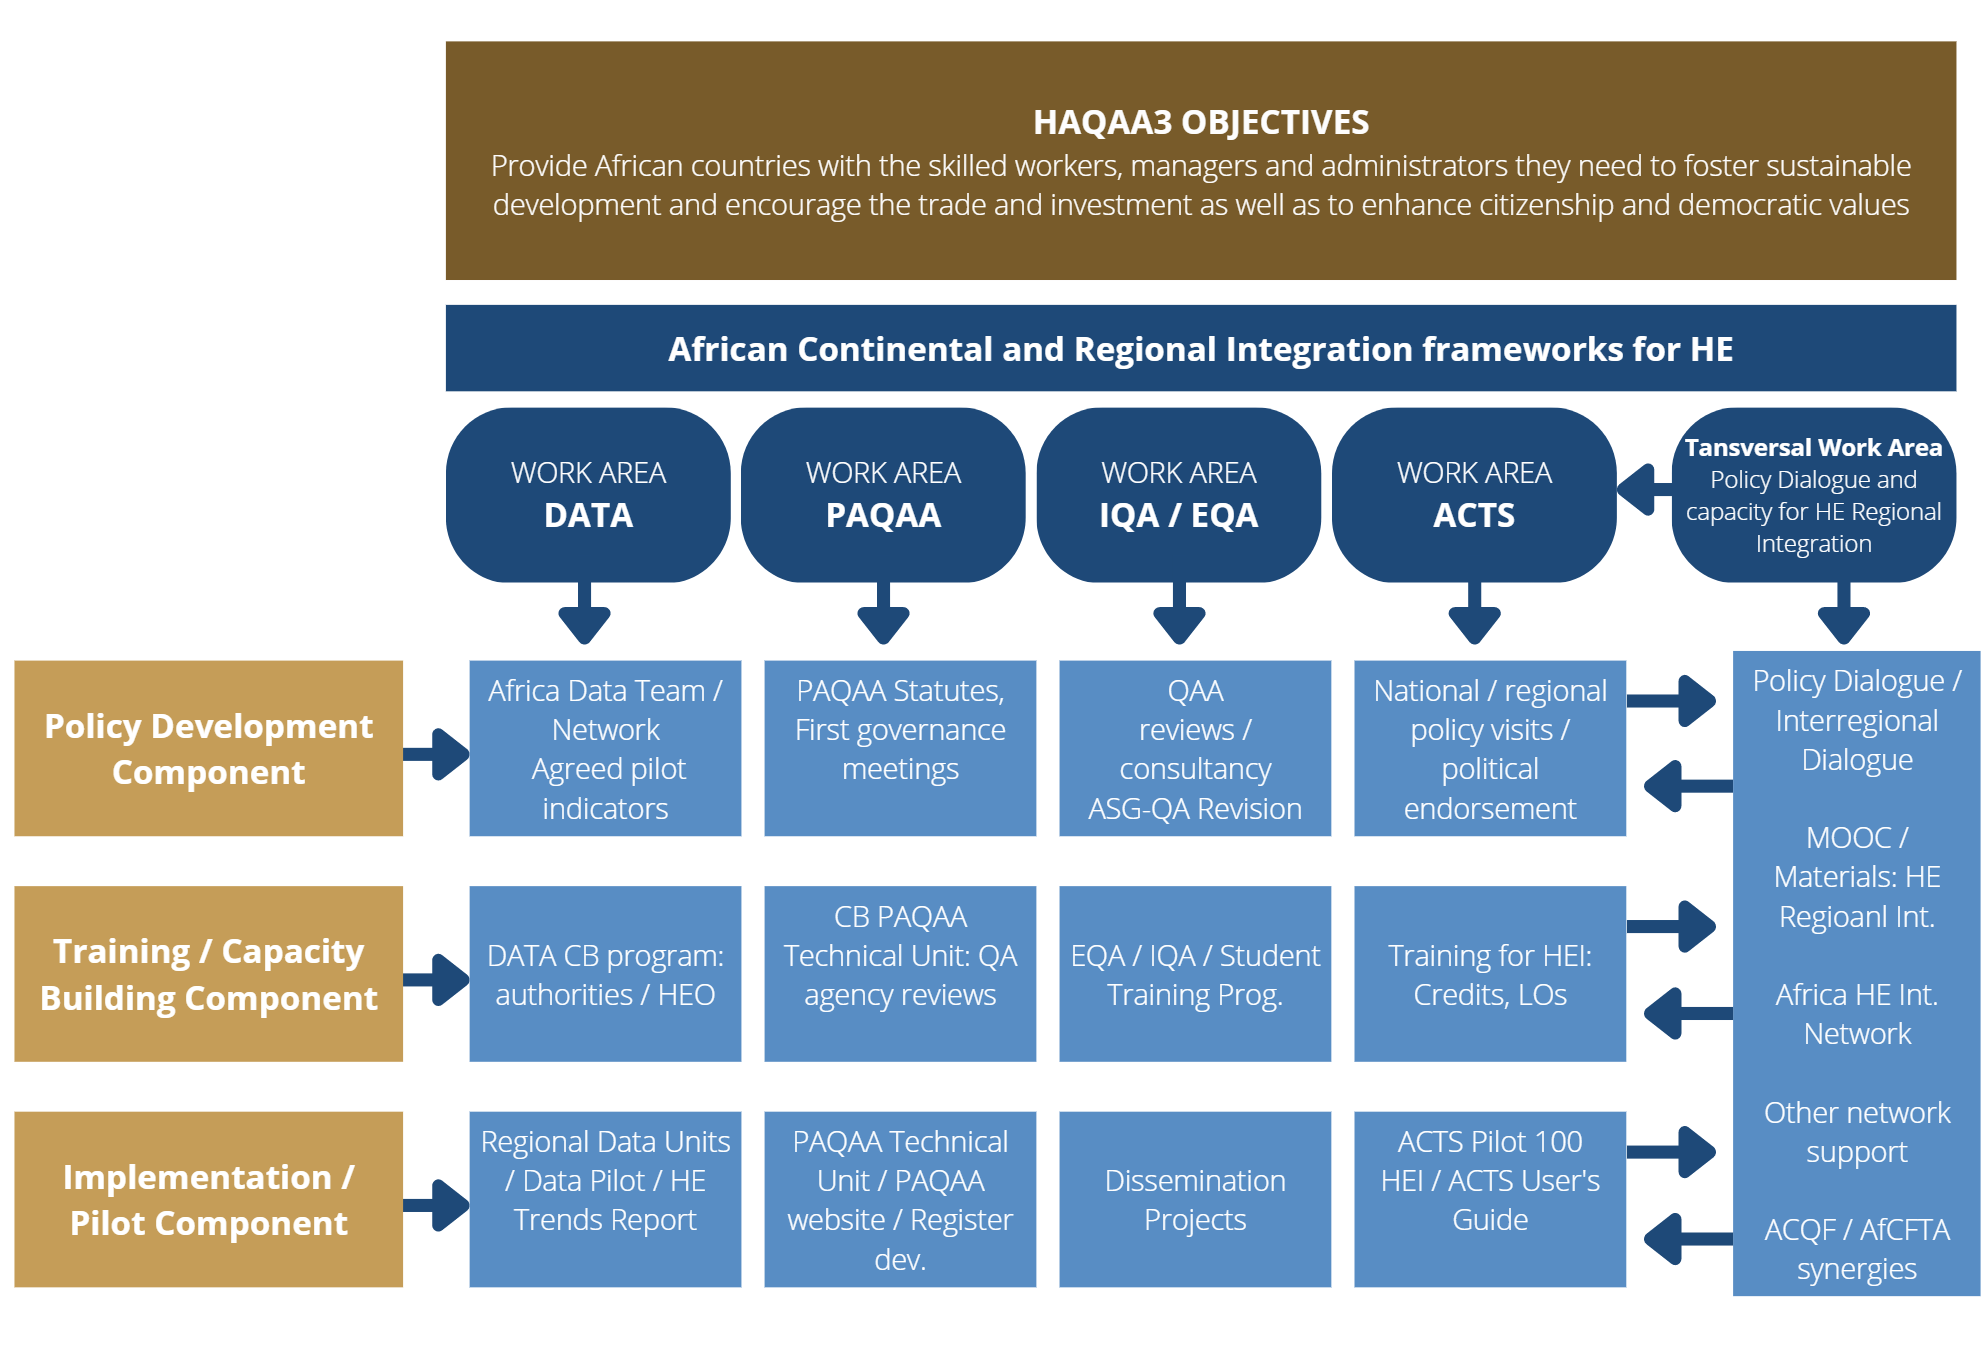 HAQAA3 OBJECTIVES
Provide African countries with the skilled workers, managers and administrators they need to foster sustainable
development and encourage the trade and investment as well as to enhance citizenship and democratic values
African Continental and Regional Integration frameworks for HE
WORK AREA
DATA
WORK AREA
PAQAA
WORK AREA
IQA / EQA
WORK AREA
ACTS
Tansversal Work Area
Policy Dialogue and
capacity for HE Regional
Integration
Policy Development
Component
Africa Data Team /
Network
Agreed pilot
indicators
PAQAA Statutes,
First governance
meetings
QAA
reviews /
consultancy
ASG-QA Revision
National / regional
policy visits /
political
endorsement
Training / Capacity
Building Component
DATA CB program:
authorities / HEO
CB PAQAA
Technical Unit: QA
agency reviews
EQA / IQA / Student
Training Prog.
Training for HEI:
Credits, LOs
Implementation /
Pilot Component
Regional Data Units
/ Data Pilot / HE
Trends Report
PAQAA Technical
Unit / PAQAA
website / Register
dev.
Dissemination
Projects
ACTS Pilot 100
HEI / ACTS User's
Guide
Policy Dialogue /
Interregional
Dialogue
MOOC /
Materials: HE
Regioanl Int.
Africa HE Int.
Network
Other network
support
ACQF / AfCFTA
synergies